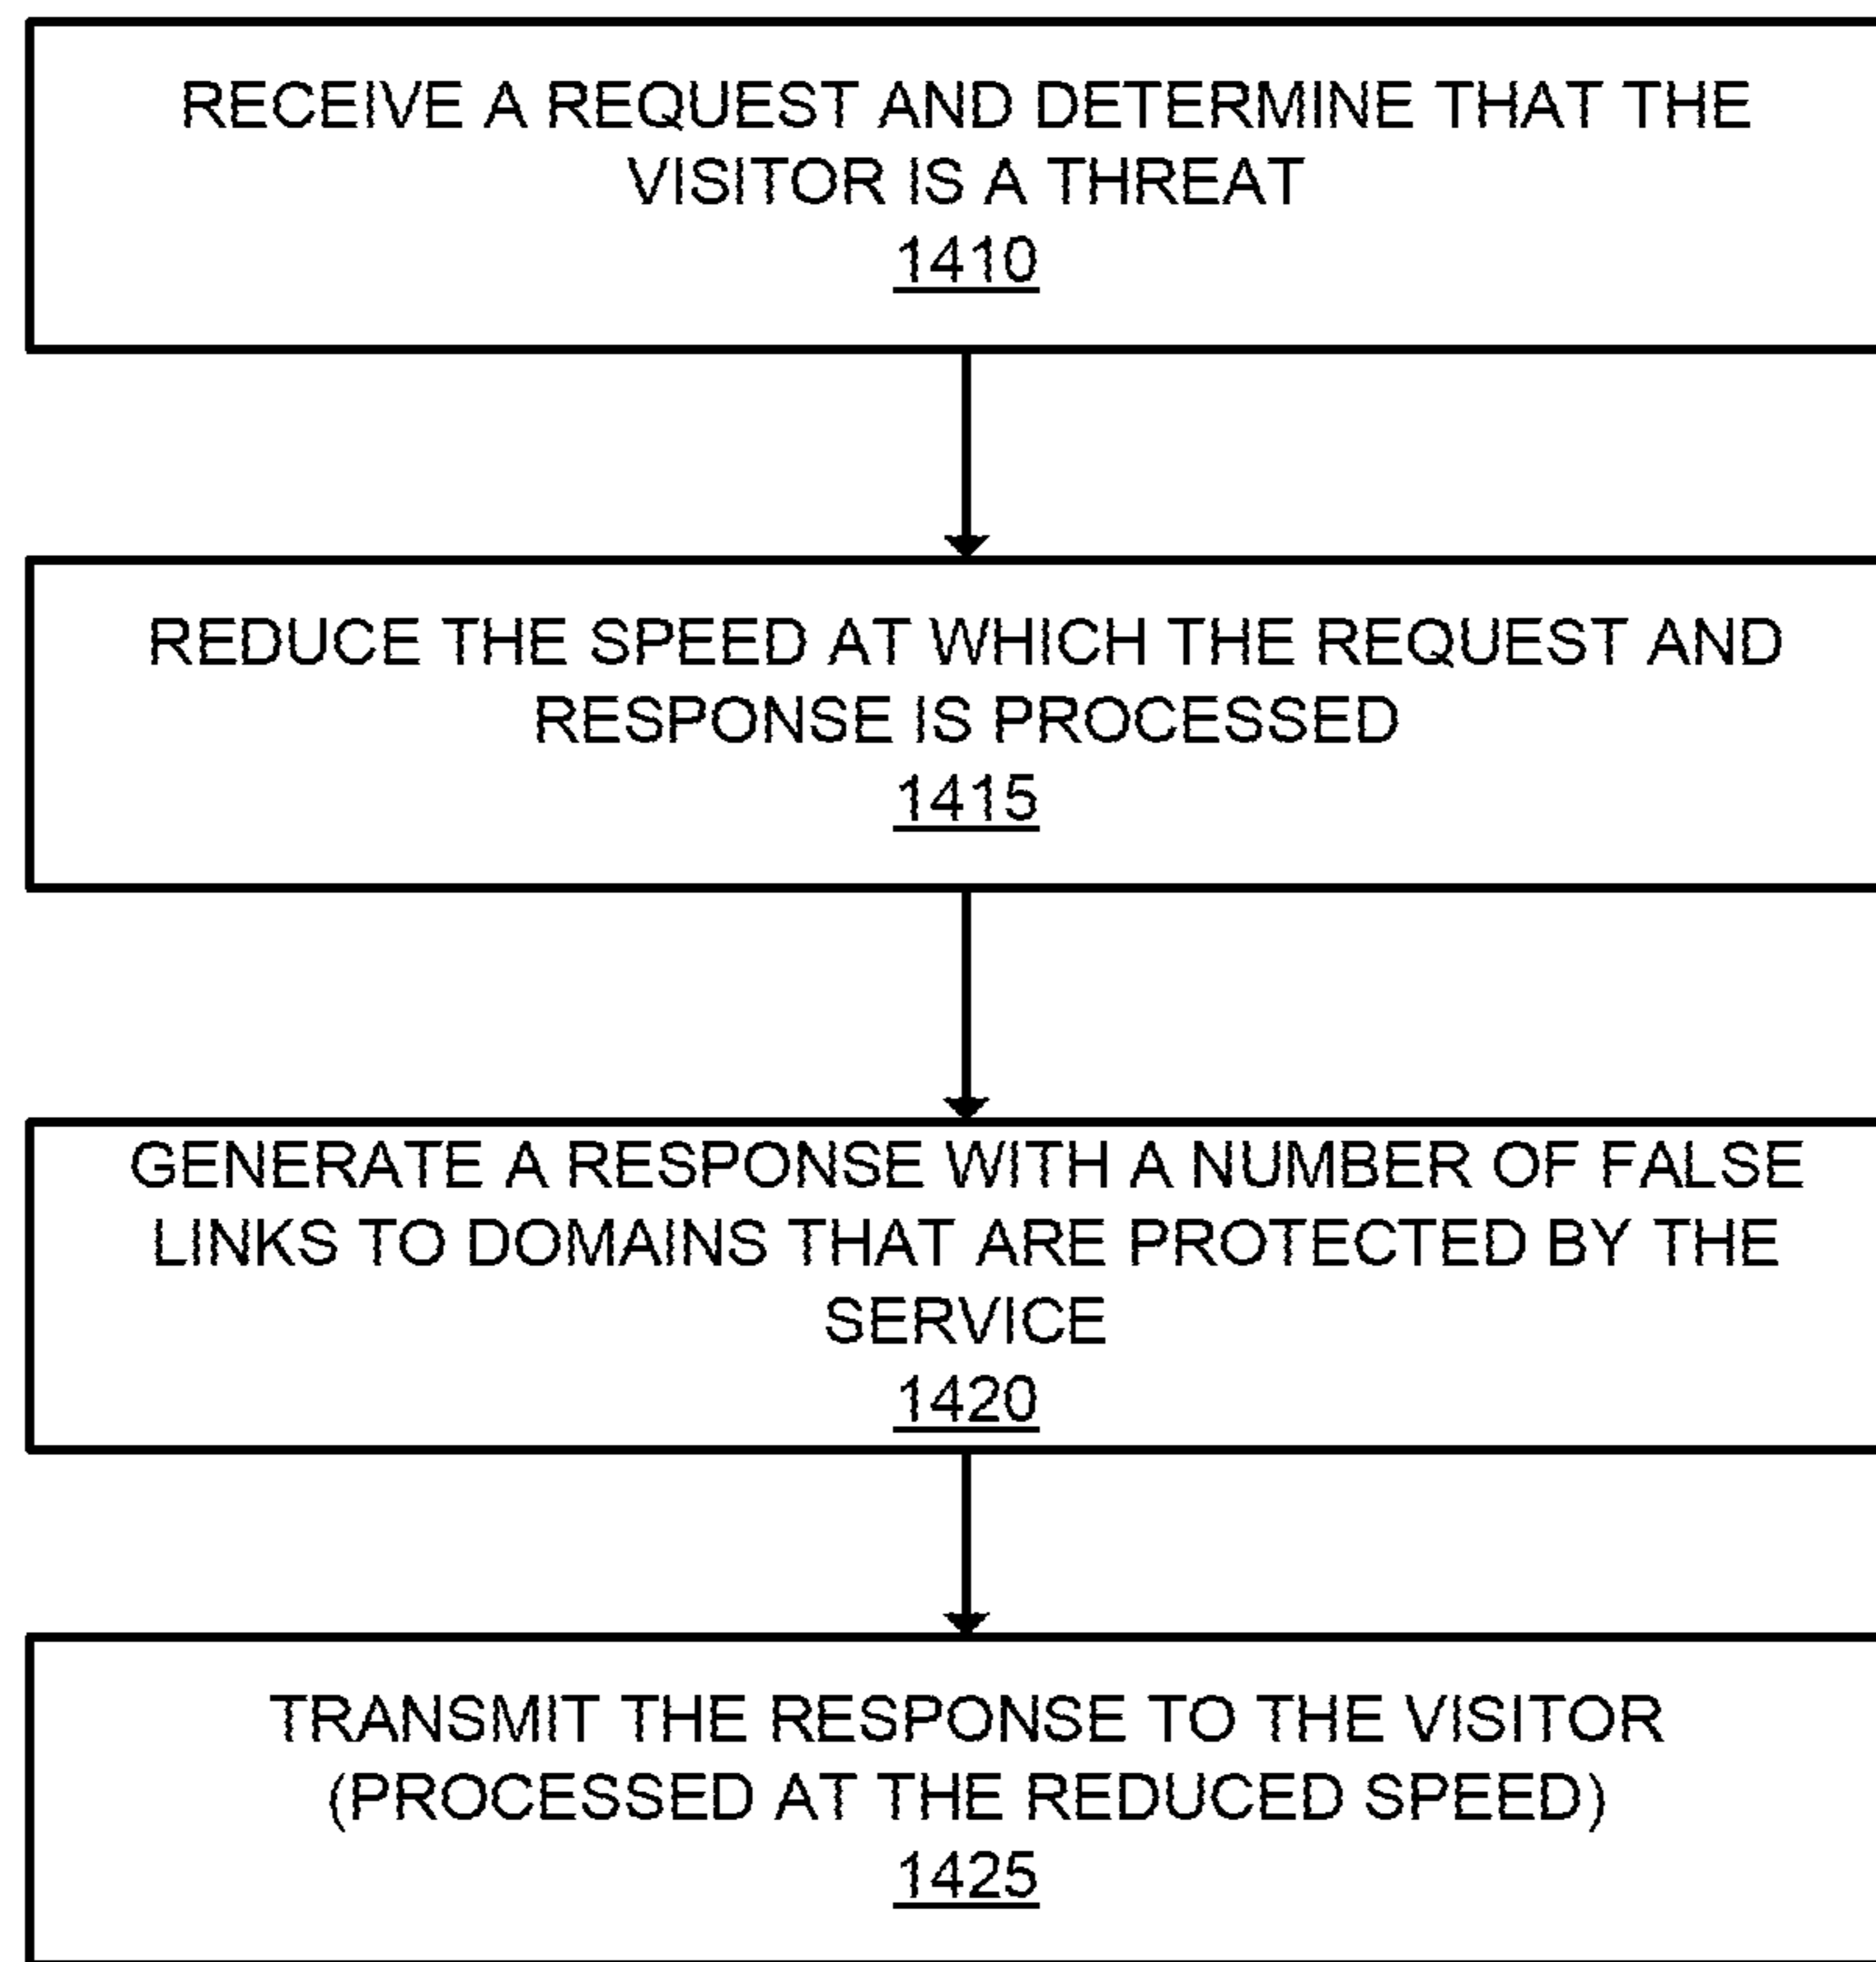 RECEIVE A REQUEST AND DETERMINE THAT THE
VISITOR IS A THREAT
1410
REDUCE THE SPEED AT WHICH THE REQUEST AND
RESPONSE IS PROCESSED
1415
GENERATE A RESPONSE WITH A NUMBER OF FALSE
LINKS TO DOMAINS THAT ARE PROTECTED BY THE
SERVICE
1420
TRANSMIT THE RESPONSE TO THE VISITOR
(PROCESSED AT THE REDUCED SPEED)
1425